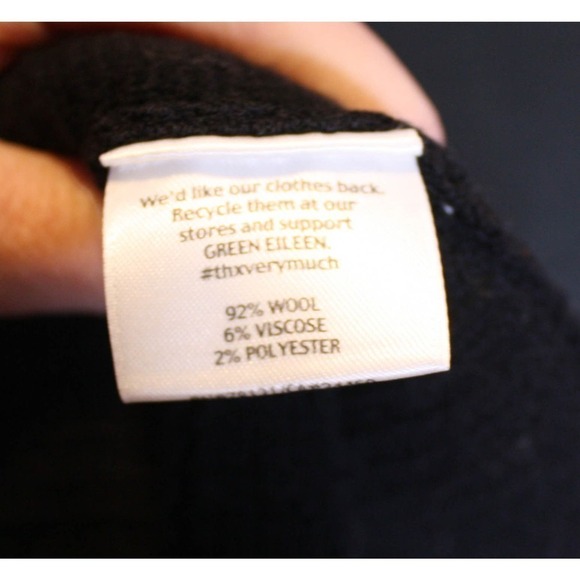 We'd like our clothes back.
Recycle them at our
stores and support
GREEN EILEEN.
#thxverymuch
92% WOOL
6% VISCOSE
2% POLYESTER